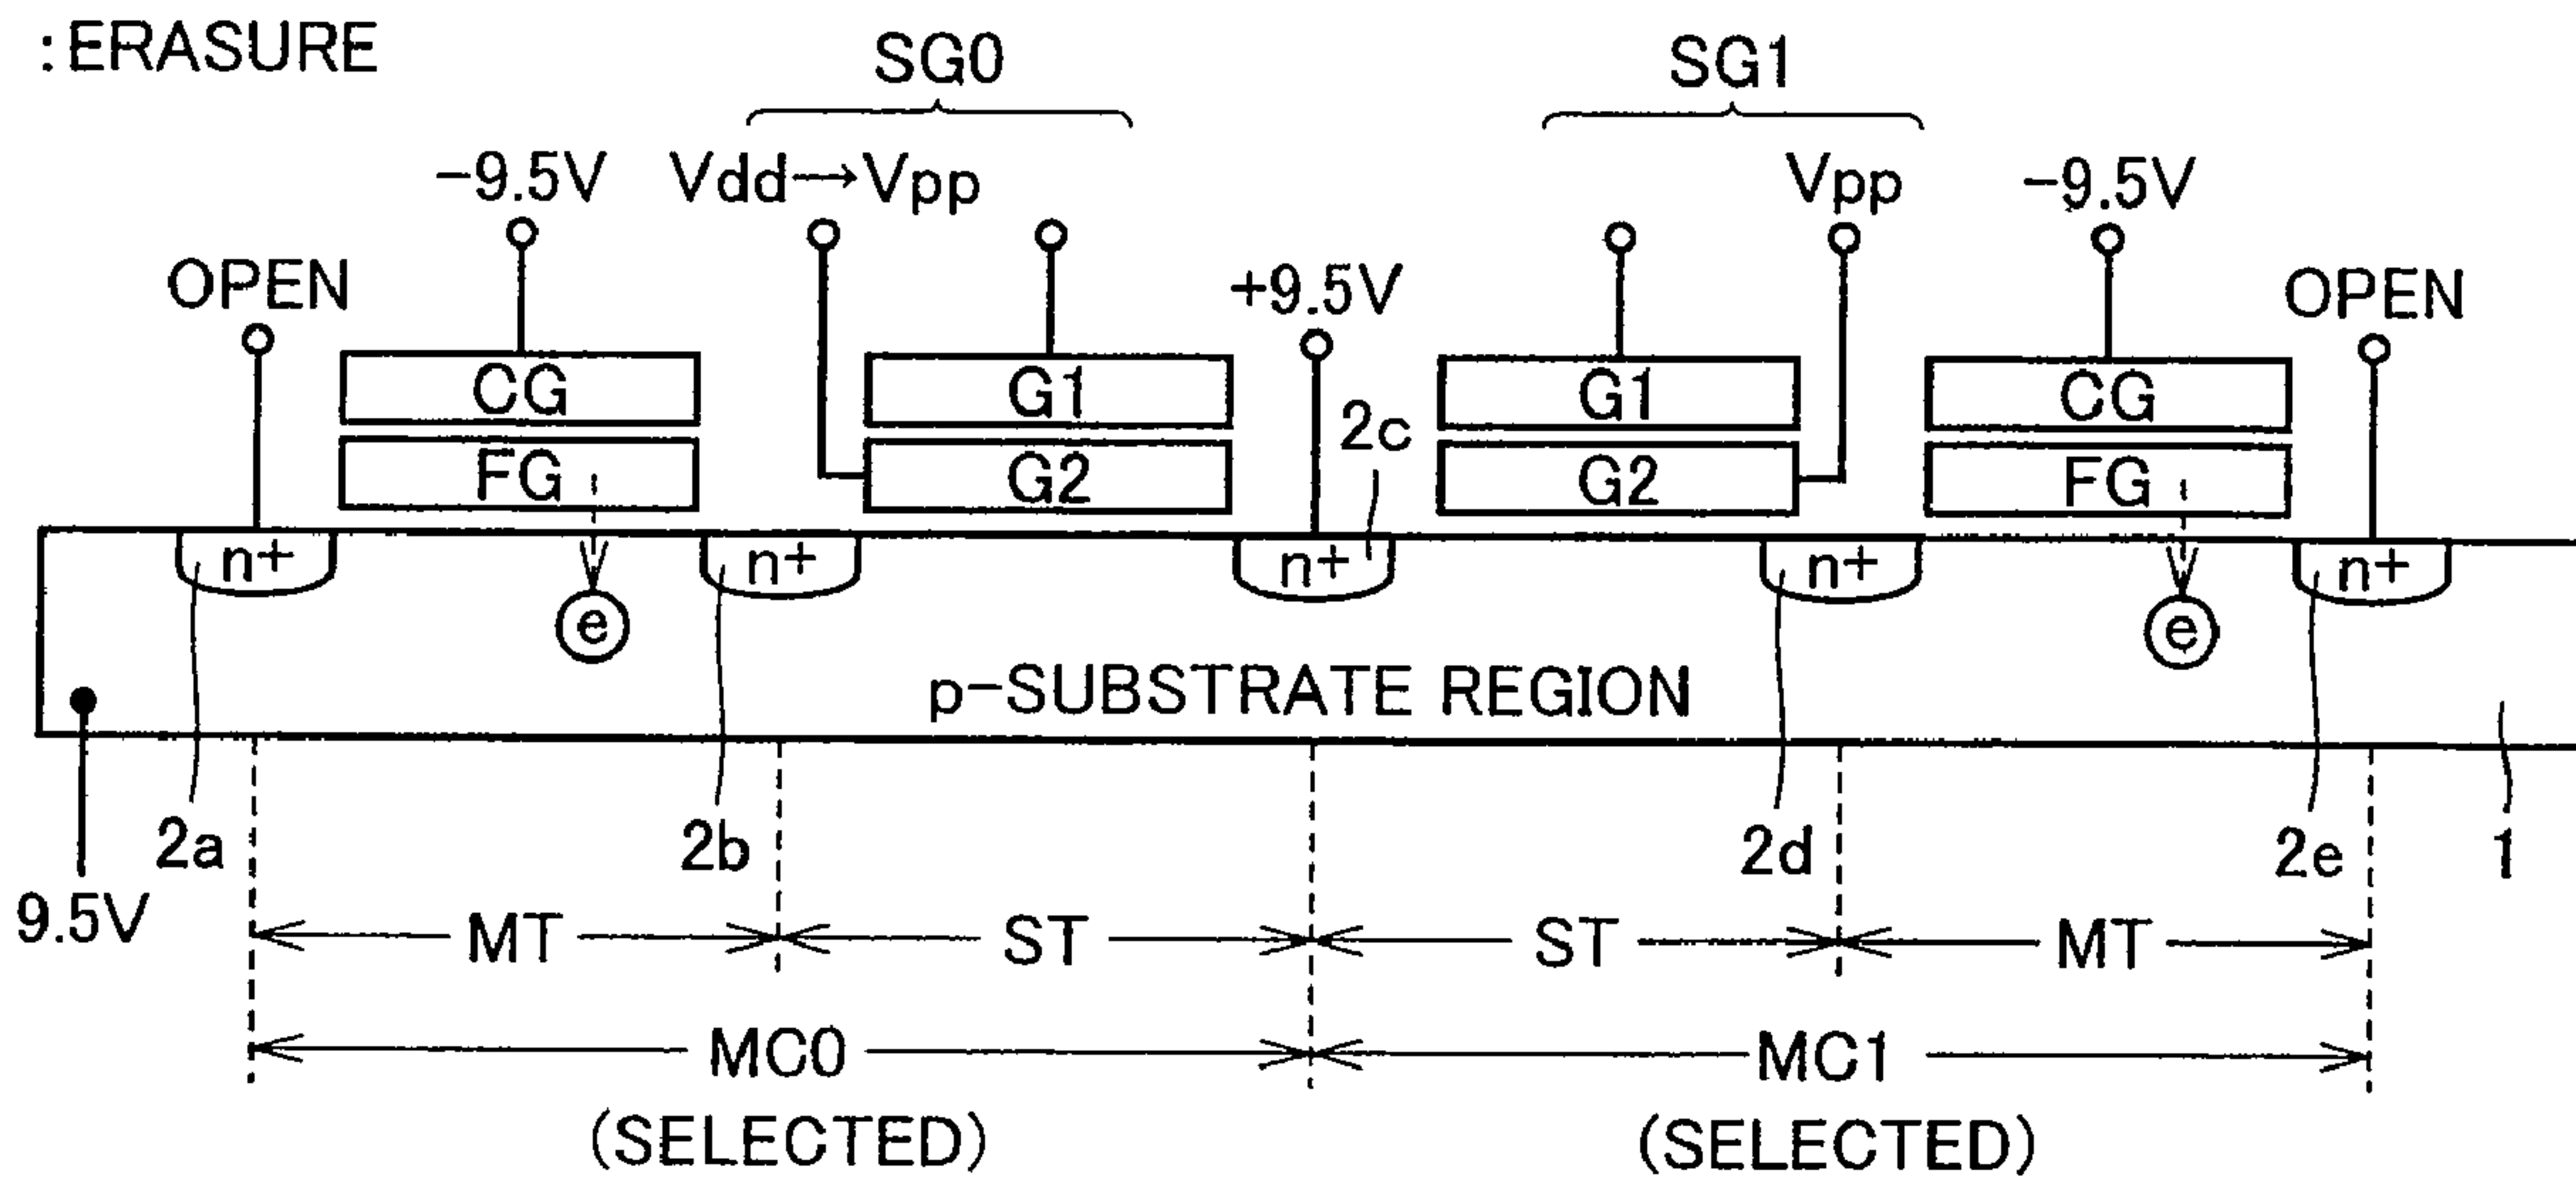 :ERASURE
SG0 SG1
-9.5V Vdd→Vpp Vpp -9.5V
OPEN +9.5V OPEN
CG G1 G1 CG
2c
FG G2 G2 FG
n+ n+ n+ n+ n+
e e
p-SUBSTRATE REGION
2a 2b 2d 2e 1
9.5V
MT ST ST MT
MC0 MC1
(SELECTED) (SELECTED)